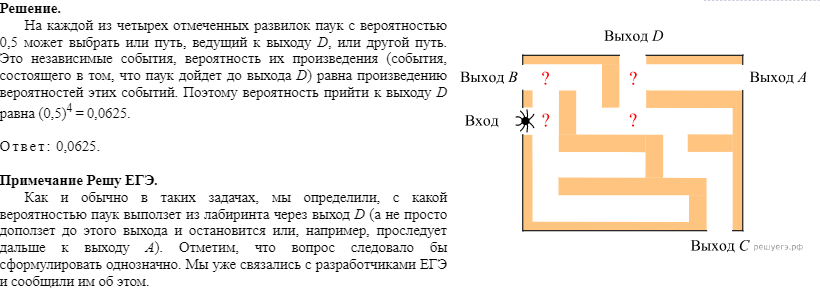 Решение.
На каждой из четырех отмеченных развилок паук с вероятностью
0,5 может выбрать или путь, ведущий к выходу D, или другой путь.
Это независимые события, вероятность их произведения (события,
состоящего в том, что паук дойдет до выхода D) равна произведению
вероятностей этих событий. Поэтому вероятность прийти к выходу D
равна (0,5)⁴ = 0,0625.
Ответ: 0,0625.
Примечание Решу ЕГЭ.
Как и обычно в таких задачах, мы определили, с какой
вероятностью паук выползет из лабиринта через выход D (а не просто
доползет до этого выхода и остановится или, например, проследует
дальше к выходу A). Отметим, что вопрос следовало бы
сформулировать однозначно. Мы уже связались с разработчиками ЕГЭ
и сообщили им об этом.
Выход D
Выход B ? ? Выход A
Вход ? ?
Выход C решуегэ.рф